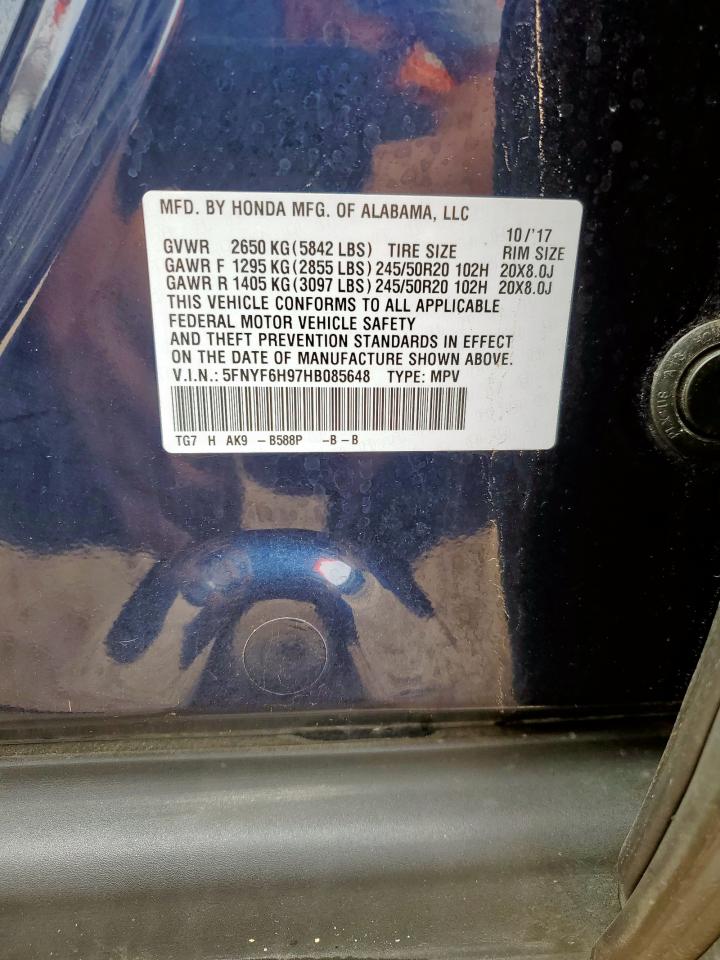 MFD. BY HONDA MFG. OF ALABAMA, LLC
10/'17
GVWR 2650 KG(5842 LBS) TIRE SIZE RIM SIZE
GAWR F 1295 KG(2855 LBS)245/50R20 102H 20X8.0J
GAWR R 1405 KG(3097 LBS)245/50R20 102H 20X8.0J
THIS VEHICLE CONFORMS TO ALL APPLICABLE
FEDERAL MOTOR VEHICLE SAFETY
AND THEFT PREVENTION STANDARDS IN EFFECT
ON THE DATE OF MANUFACTURE SHOWN ABOVE.
V.I.N.: 5FNYF6H97HB085648 TYPE: MPV
TG7 H AK9 -B588P -B-B